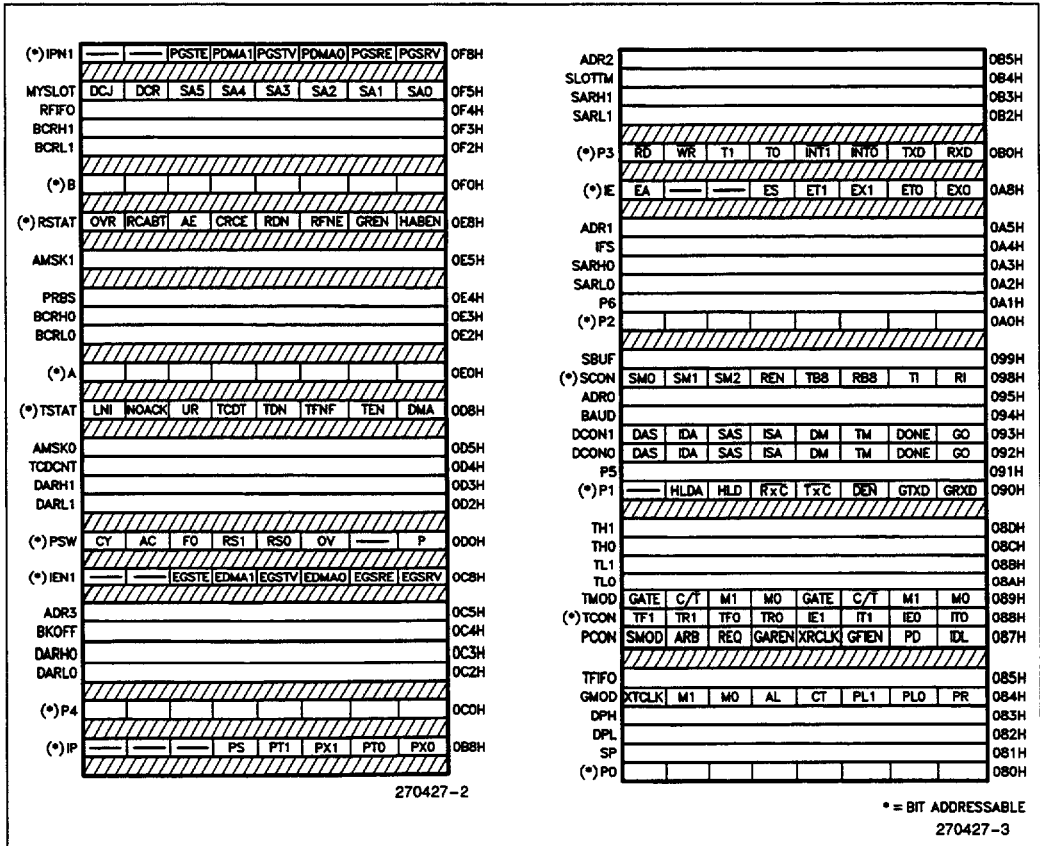 (*)IPN1 — — PGSTE PDMA1 PGSTV PDMA0 PGSRE PGSRV 0F8H
MYSLOT DCJ DCR SA5 SA4 SA3 SA2 SA1 SA0 0F5H
RFIFO 0F4H
BCRH1 0F3H
BCRL1 0F2H
(*)B 0F0H
(*)RSTAT OVR RCABT AE CRCE RDN RFNE GREN HABEN 0E8H
AMSK1 0E5H
PRBS 0E4H
BCRH0 0E3H
BCRL0 0E2H
(*)A 0E0H
(*)TSTAT LNI NOACK UR TCDT TDN TFNF TEN DMA 0D8H
AMSK0 0D5H
TCDCNT 0D4H
DARH1 0D3H
DARL1 0D2H
(*)PSW CY AC F0 RS1 RS0 OV — P 0D0H
(*)IEN1 — — EGSTE EDMA1 EGSTV EDMA0 EGSRE EGSRV 0C8H
ADR3 0C5H
BKOFF 0C4H
DARH0 0C3H
DARL0 0C2H
(*)P4 0C0H
(*)IP — — — PS PT1 PX1 PT0 PX0 0B8H
270427-2
ADR2 0B5H
SLOTTM 0B4H
SARH1 0B3H
SARL1 0B2H
(*)P3 R̅D̅ W̅R̅ T1 T0 I̅N̅T̅1̅ I̅N̅T̅0̅ TXD RXD 0B0H
(*)IE EA — — ES ET1 EX1 ET0 EX0 0A8H
ADR1 0A5H
IFS 0A4H
SARH0 0A3H
SARL0 0A2H
P6 0A1H
(*)P2 0A0H
SBUF 099H
(*)SCON SM0 SM1 SM2 REN TB8 RB8 TI RI 098H
ADR0 095H
BAUD 094H
DCON1 DAS IDA SAS ISA DM TM DONE GO 093H
DCON0 DAS IDA SAS ISA DM TM DONE GO 092H
P5 091H
(*)P1 — HLDA HLD R̅x̅C̅ T̅x̅C̅ D̅E̅N̅ GTXD GRXD 090H
TH1 08DH
TH0 08CH
TL1 08BH
TL0 08AH
TMOD GATE C/T̅ M1 M0 GATE C/T̅ M1 M0 089H
(*)TCON TF1 TR1 TF0 TR0 IE1 IT1 IE0 IT0 088H
PCON SMOD ARB REQ GAREN XRCLK GFIEN PD IDL 087H
TFIFO 085H
GMOD XTCLK M1 M0 AL CT PL1 PL0 PR 084H
DPH 083H
DPL 082H
SP 081H
(*)P0 080H
* = BIT ADDRESSABLE
270427-3